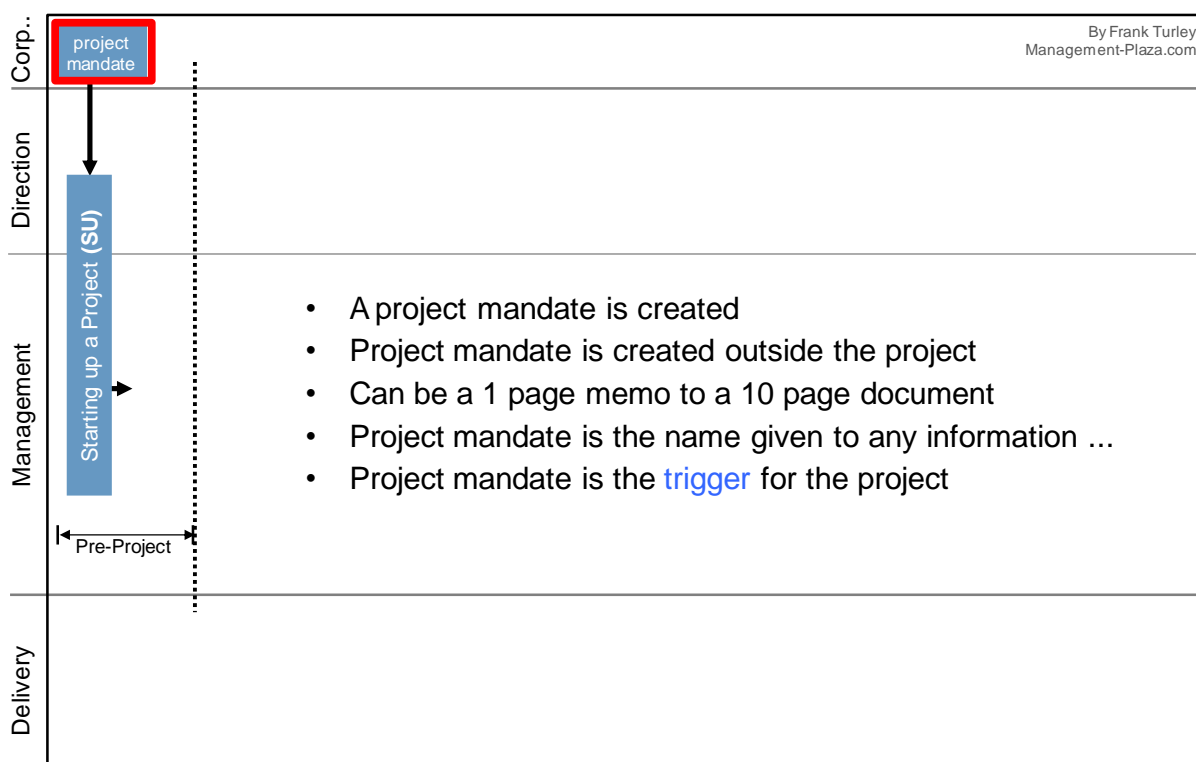 Corp..
project
mandate
By Frank Turley
Management-Plaza.com
Direction
Starting up a Project (SU)
Management
• A project mandate is created
• Project mandate is created outside the project
• Can be a 1 page memo to a 10 page document
• Project mandate is the name given to any information ...
• Project mandate is the trigger for the project
Pre-Project
Delivery